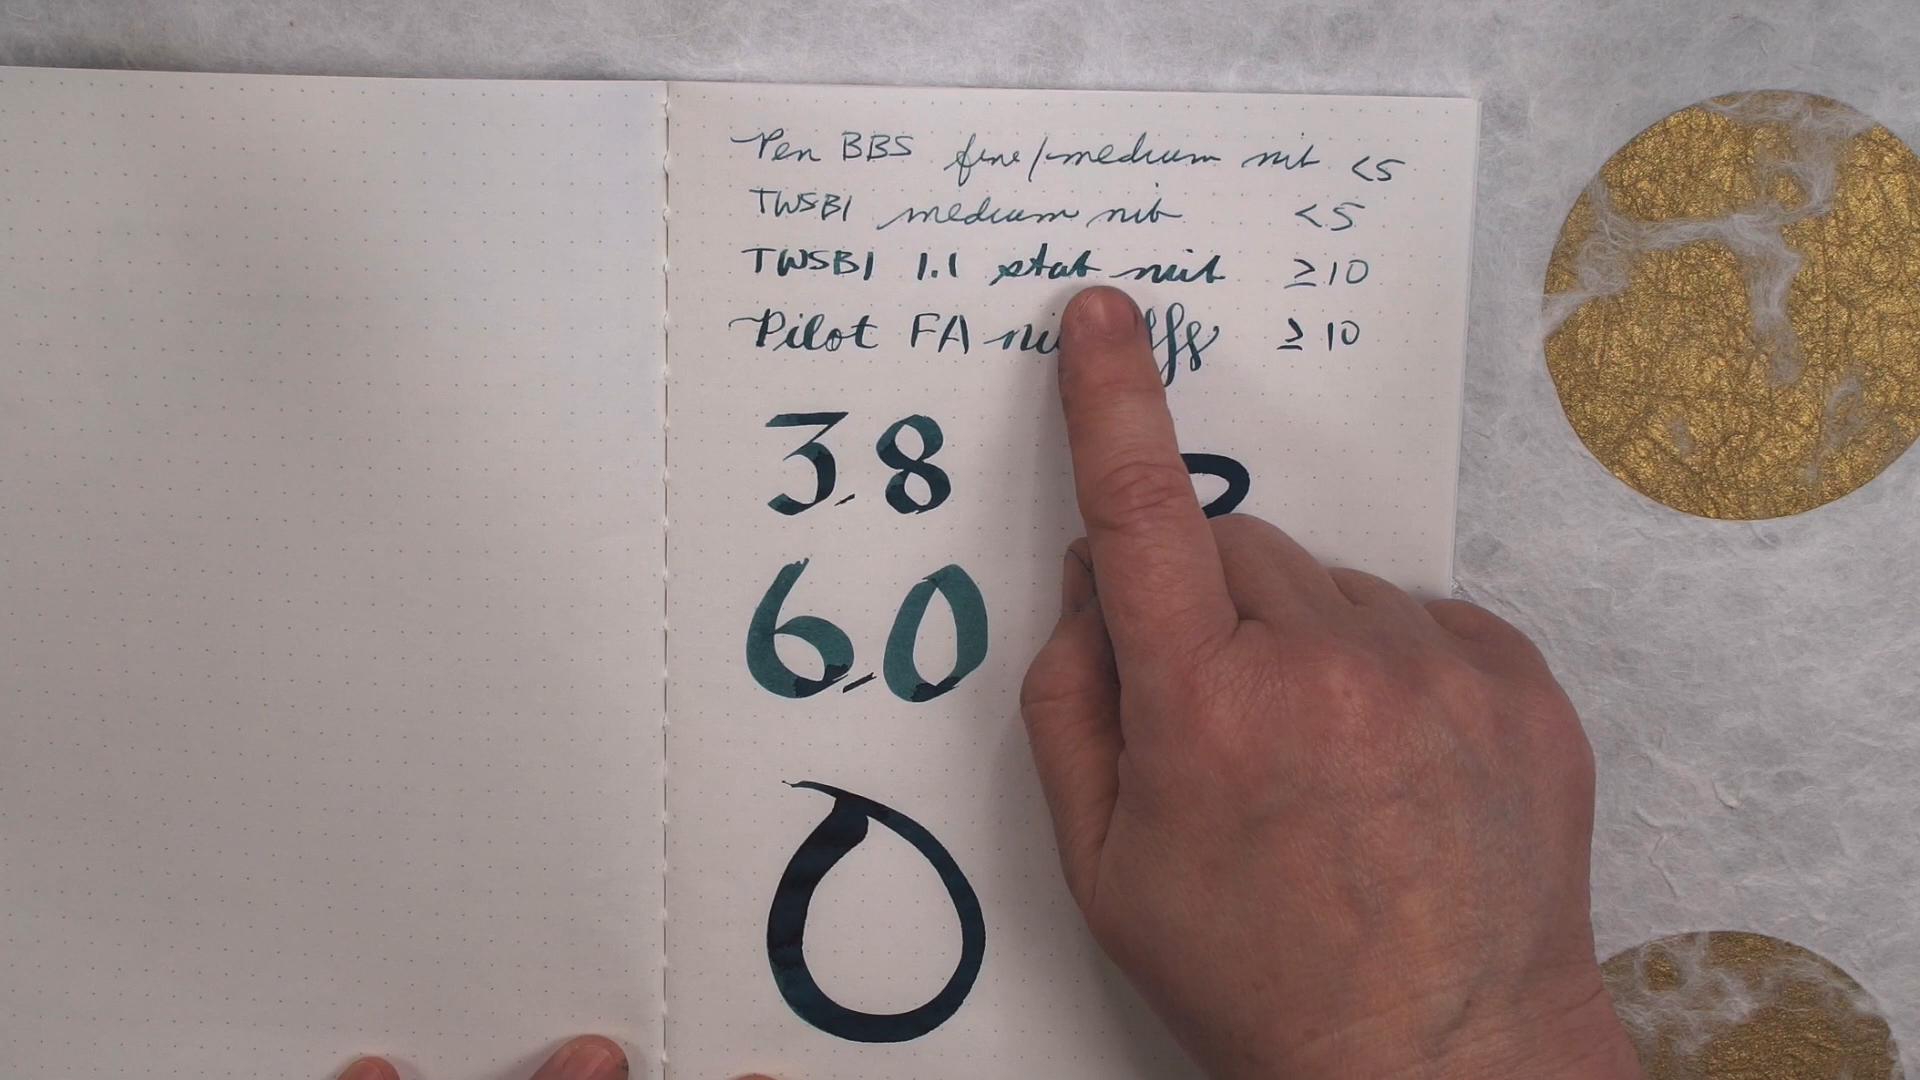 Pen BBS fine/medium nit <5
TWSBI medium nib <5
TWSBI 1.1 stub nib ≥10
Pilot FA ≥10
3.8
6.0